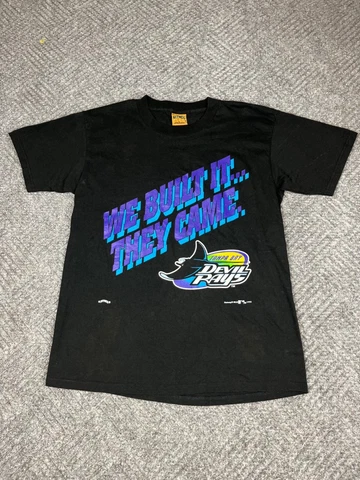 WE BUILT IT...
THEY CAME.
TAMPA BAY
DEVIL
RAYS